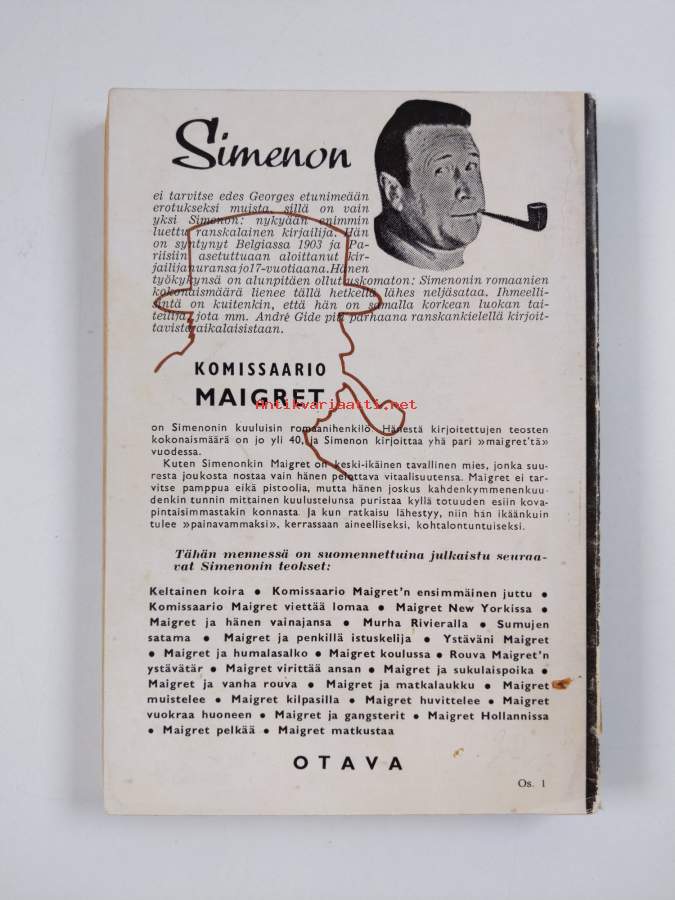 Simenon
ei tarvitse edes Georges etunimeään
erotukseksi muista, sillä on vain
yksi Simenon: nykyään enimmin
luettu ranskalainen kirjailija. Hän
on syntynyt Belgiassa 1903 ja Pa-
riisiin asetuttuaan aloittanut kir-
jailijanuransa jo 17-vuotiaana. Hänen
työkykynsä on alunpitäen ollut uskomaton: Simenonin romaanien
kokonaismäärä lienee tällä hetkellä lähes neljäsataa. Ihmeelli-
sintä on kuitenkin, että hän on samalla korkean luokan tai-
teilija, jota mm. André Gide piti parhaana ranskankielellä kirjoit-
tavista aikalaisistaan.
KOMISSAARIO
MAIGRET
Antikvariaatti.net
on Simenonin kuuluisin romaanihenkilö. Hänestä kirjoitettujen teosten
kokonaismäärä on jo yli 40, ja Simenon kirjoittaa yhä pari »maigret'tä»
vuodessa.
Kuten Simenonkin Maigret on keski-ikäinen tavallinen mies, jonka suu-
resta joukosta nostaa vain hänen pelottava vitaalisuutensa. Maigret ei tar-
vitse pamppua eikä pistoolia, mutta hänen joskus kahdenkymmenenkuu-
denkin tunnin mittainen kuulustelunsa puristaa kyllä totuuden esiin kova-
pintaisimmastakin konnasta. Ja kun ratkaisu lähestyy, niin hän ikäänkuin
tulee »painavammaksi», kerrassaan aineelliseksi, kohtalontuntuiseksi.
Tähän mennessä on suomennettuina julkaistu seuraa-
vat Simenonin teokset:
Keltainen koira ● Komissaario Maigret'n ensimmäinen juttu ●
Komissaario Maigret viettää lomaa ● Maigret New Yorkissa ●
Maigret ja hänen vainajansa ● Murha Rivieralla ● Sumujen
satama ● Maigret ja penkillä istuskelija ● Ystäväni Maigret
● Maigret ja humalasalko ● Maigret koulussa ● Rouva Maigret'n
ystävätär ● Maigret virittää ansan ● Maigret ja sukulaispoika ●
Maigret ja vanha rouva ● Maigret ja matkalaukku ● Maigret
muistelee ● Maigret kilpasilla ● Maigret huvittelee ● Maigret
vuokraa huoneen ● Maigret ja gangsterit ● Maigret Hollannissa
● Maigret pelkää ● Maigret matkustaa
OTAVA
Os. 1